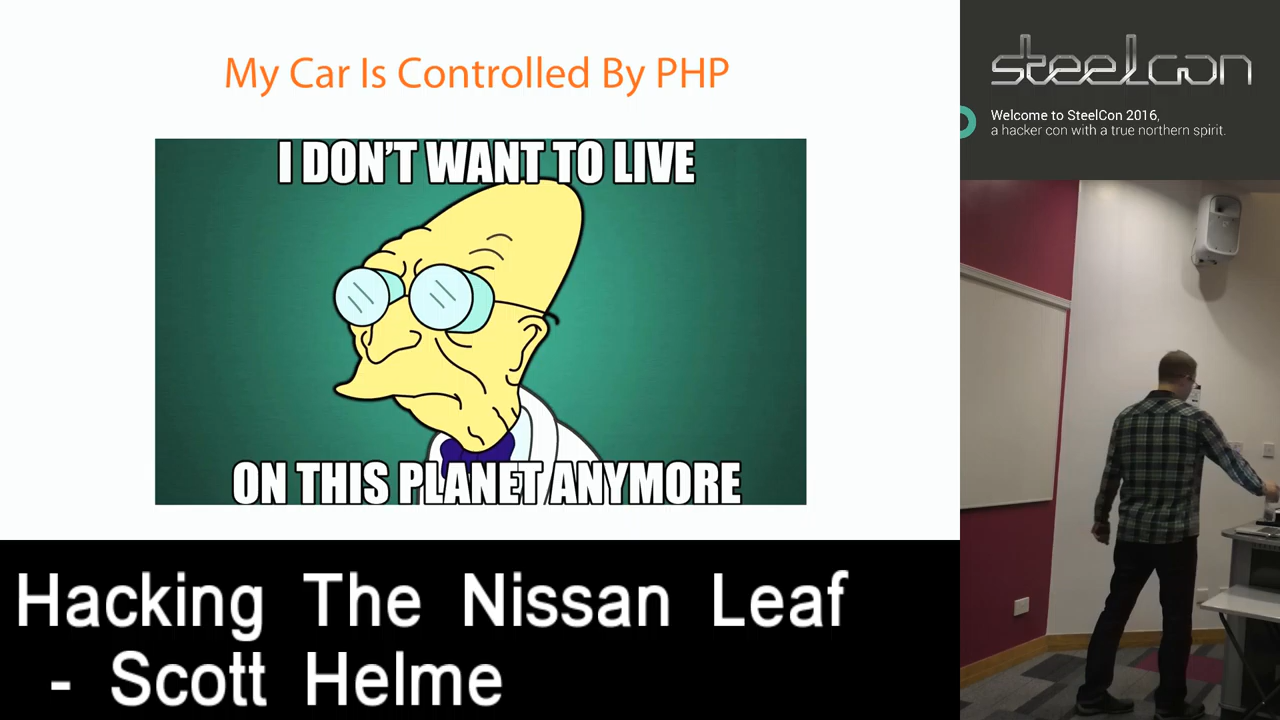 My Car Is Controlled By PHP
I DON'T WANT TO LIVE
ON THIS PLANET ANYMORE
steelcon
Welcome to SteelCon 2016,
a hacker con with a true northern spirit.
Hacking The Nissan Leaf
- Scott Helme